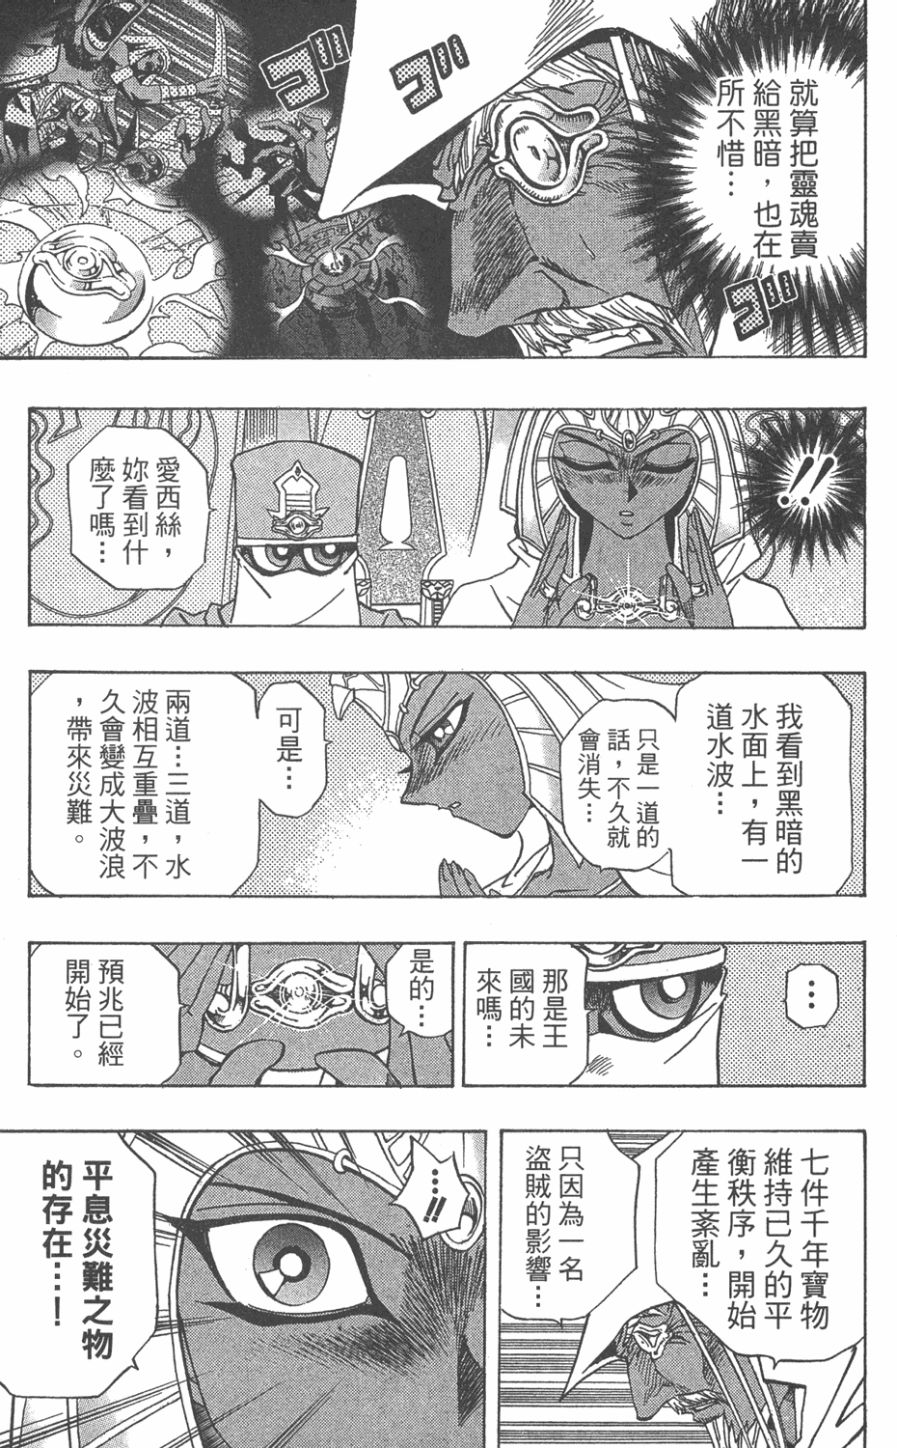 就算把靈魂賣
給黑暗，也在
所不惜…
ゴ
ゴ
ゴ
ゴ
!!
愛西絲，
妳看到什
麼了嗎…
我看到黑暗的
水面上，有一
道水波…
只是一道的
話，不久就
會消失…
可是…
兩道…三道，水
波相互重疊，不
久會變成大波浪
，帶來災難。
…
那是王
國的未
來嗎…
是的…
預兆已經
開始了。
七件千年寶物
維持已久的平
衡秩序，開始
產生紊亂…
只因為一名
盜賊的影響…
…!!
平息災難之物
的存在…！